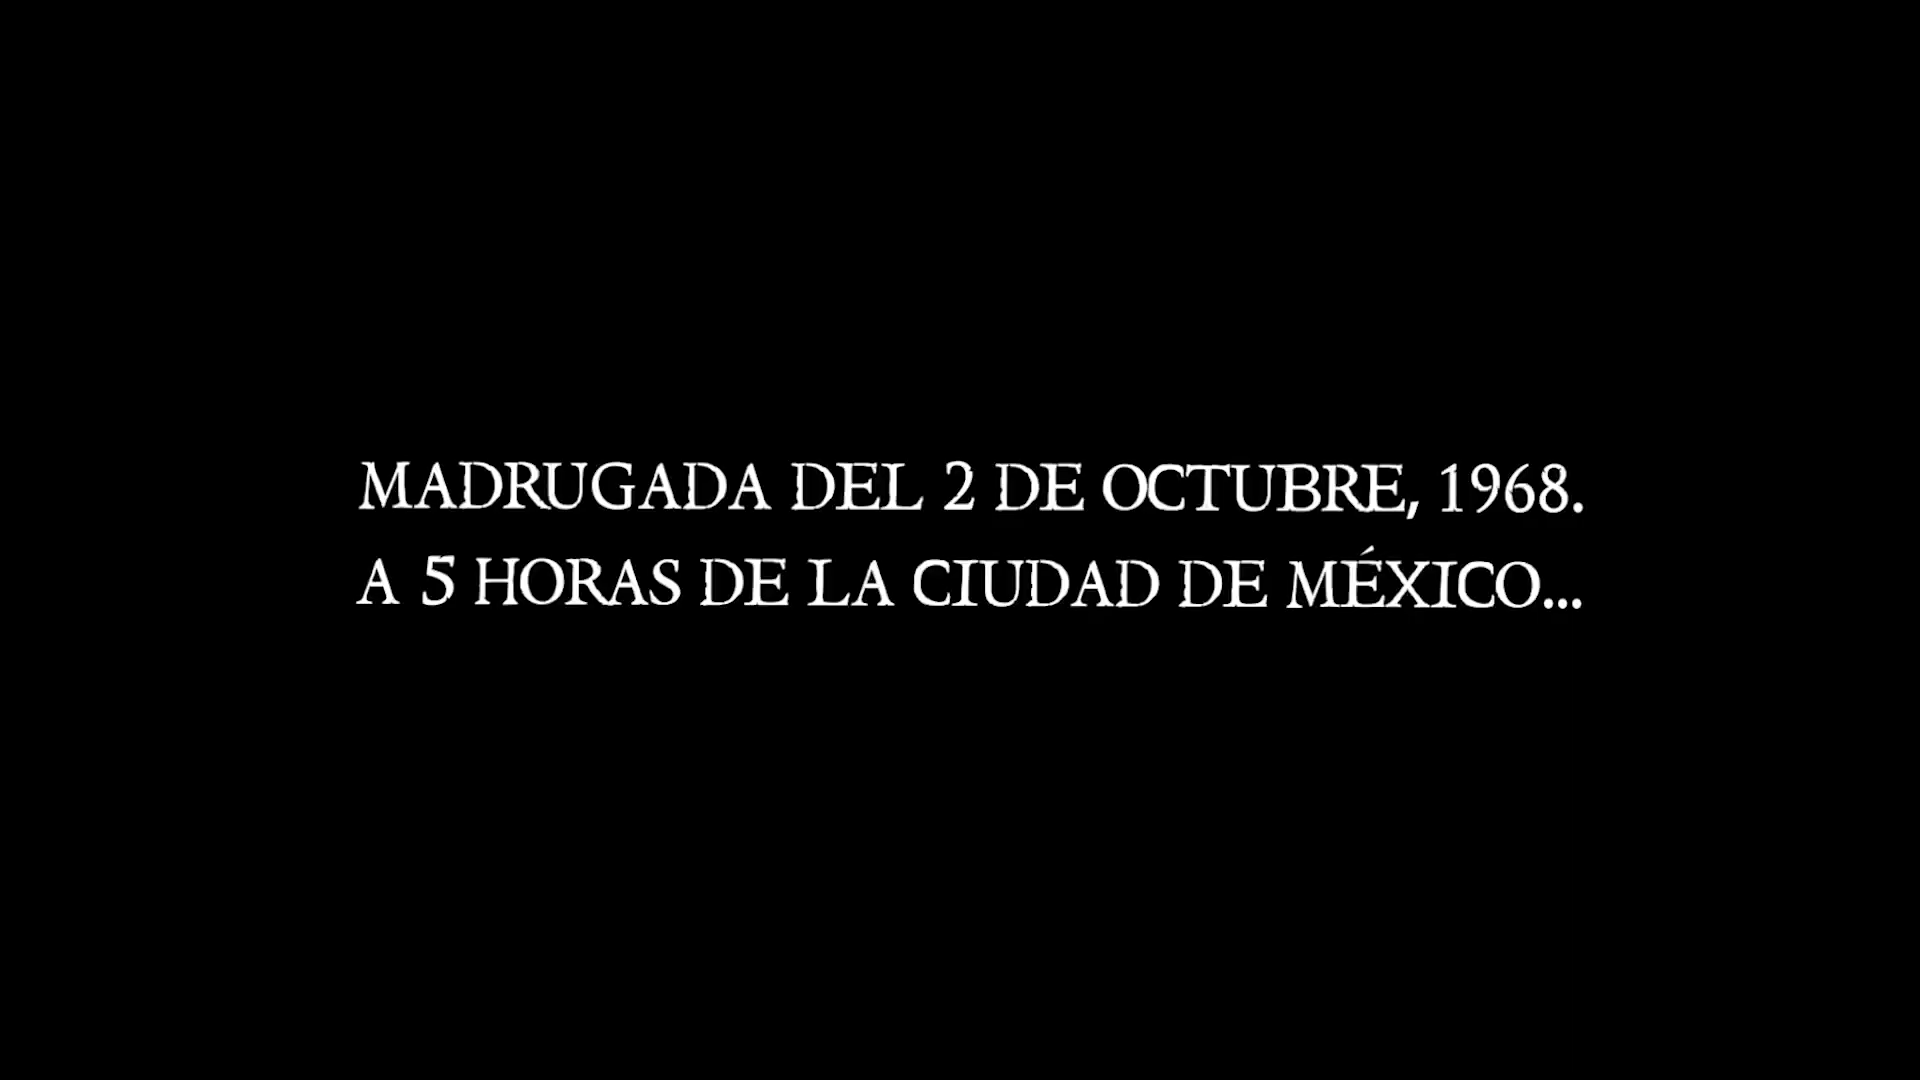 MADRUGADA DEL 2 DE OCTUBRE, 1968.
A 5 HORAS DE LA CIUDAD DE MÉXICO...